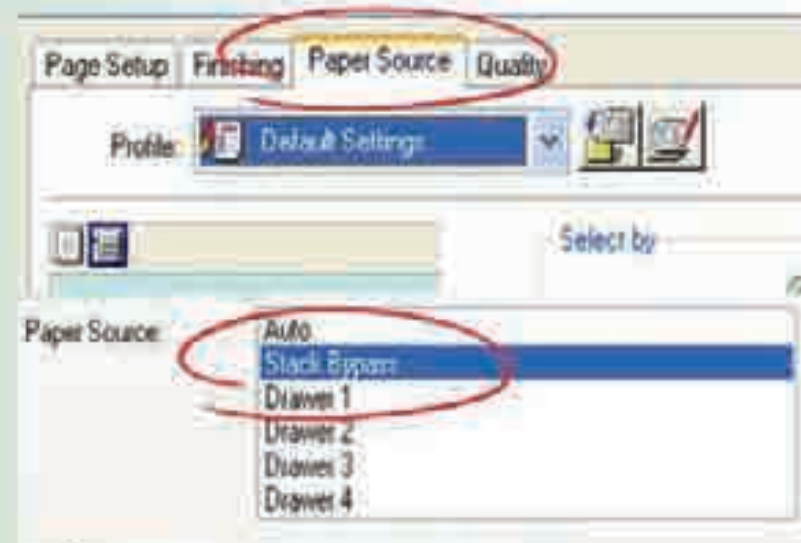 Page Setup Finishing Paper Source Quality
Profile: Default Settings
Select by
Paper Source: Auto
Stack Bypass
Drawer 1
Drawer 2
Drawer 3
Drawer 4